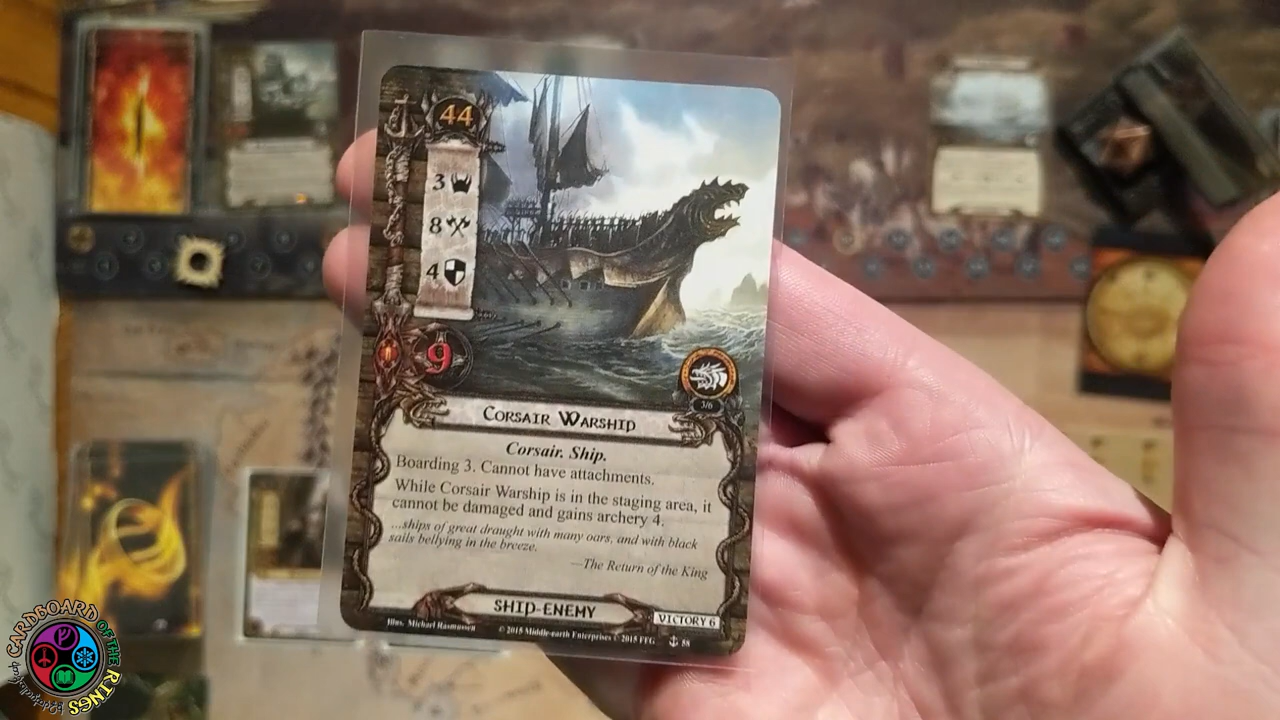 44
3
8
4
9
3/6
CORSAIR WARSHIP
Corsair. Ship.
Boarding 3. Cannot have attachments.
While Corsair Warship is in the staging area, it
cannot be damaged and gains archery 4.
...ships of great draught with many oars, and with black
sails bellying in the breeze.
—The Return of the King
SHIP-ENEMY
VICTORY 6
Illus. Michael Rasmussen
© 2015 Middle-earth Enterprises © 2015 FFG
58
CARDBOARD OF THE RINGS